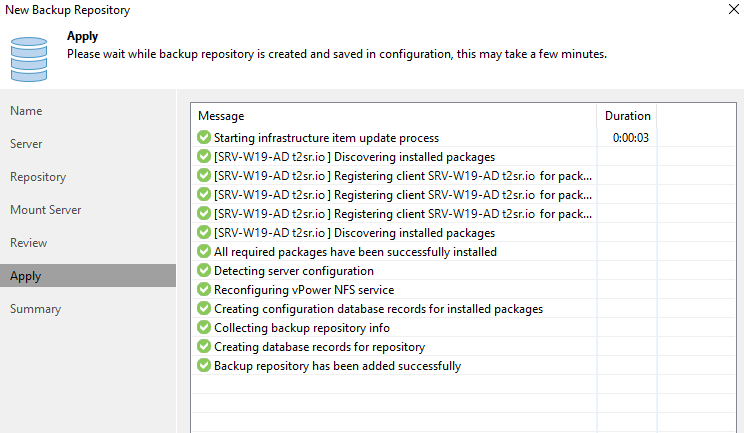 New Backup Repository
Apply
Please wait while backup repository is created and saved in configuration, this may take a few minutes.
Name
Server
Repository
Mount Server
Review
Apply
Summary
Message Duration
Starting infrastructure item update process 0:00:03
[SRV-W19-AD t2sr.io ] Discovering installed packages
[SRV-W19-AD t2sr.io ] Registering client SRV-W19-AD t2sr.io for pack...
[SRV-W19-AD t2sr.io ] Registering client SRV-W19-AD t2sr.io for pack...
[SRV-W19-AD t2sr.io ] Registering client SRV-W19-AD t2sr.io for pack...
[SRV-W19-AD t2sr.io ] Discovering installed packages
All required packages have been successfully installed
Detecting server configuration
Reconfiguring vPower NFS service
Creating configuration database records for installed packages
Collecting backup repository info
Creating database records for repository
Backup repository has been added successfully